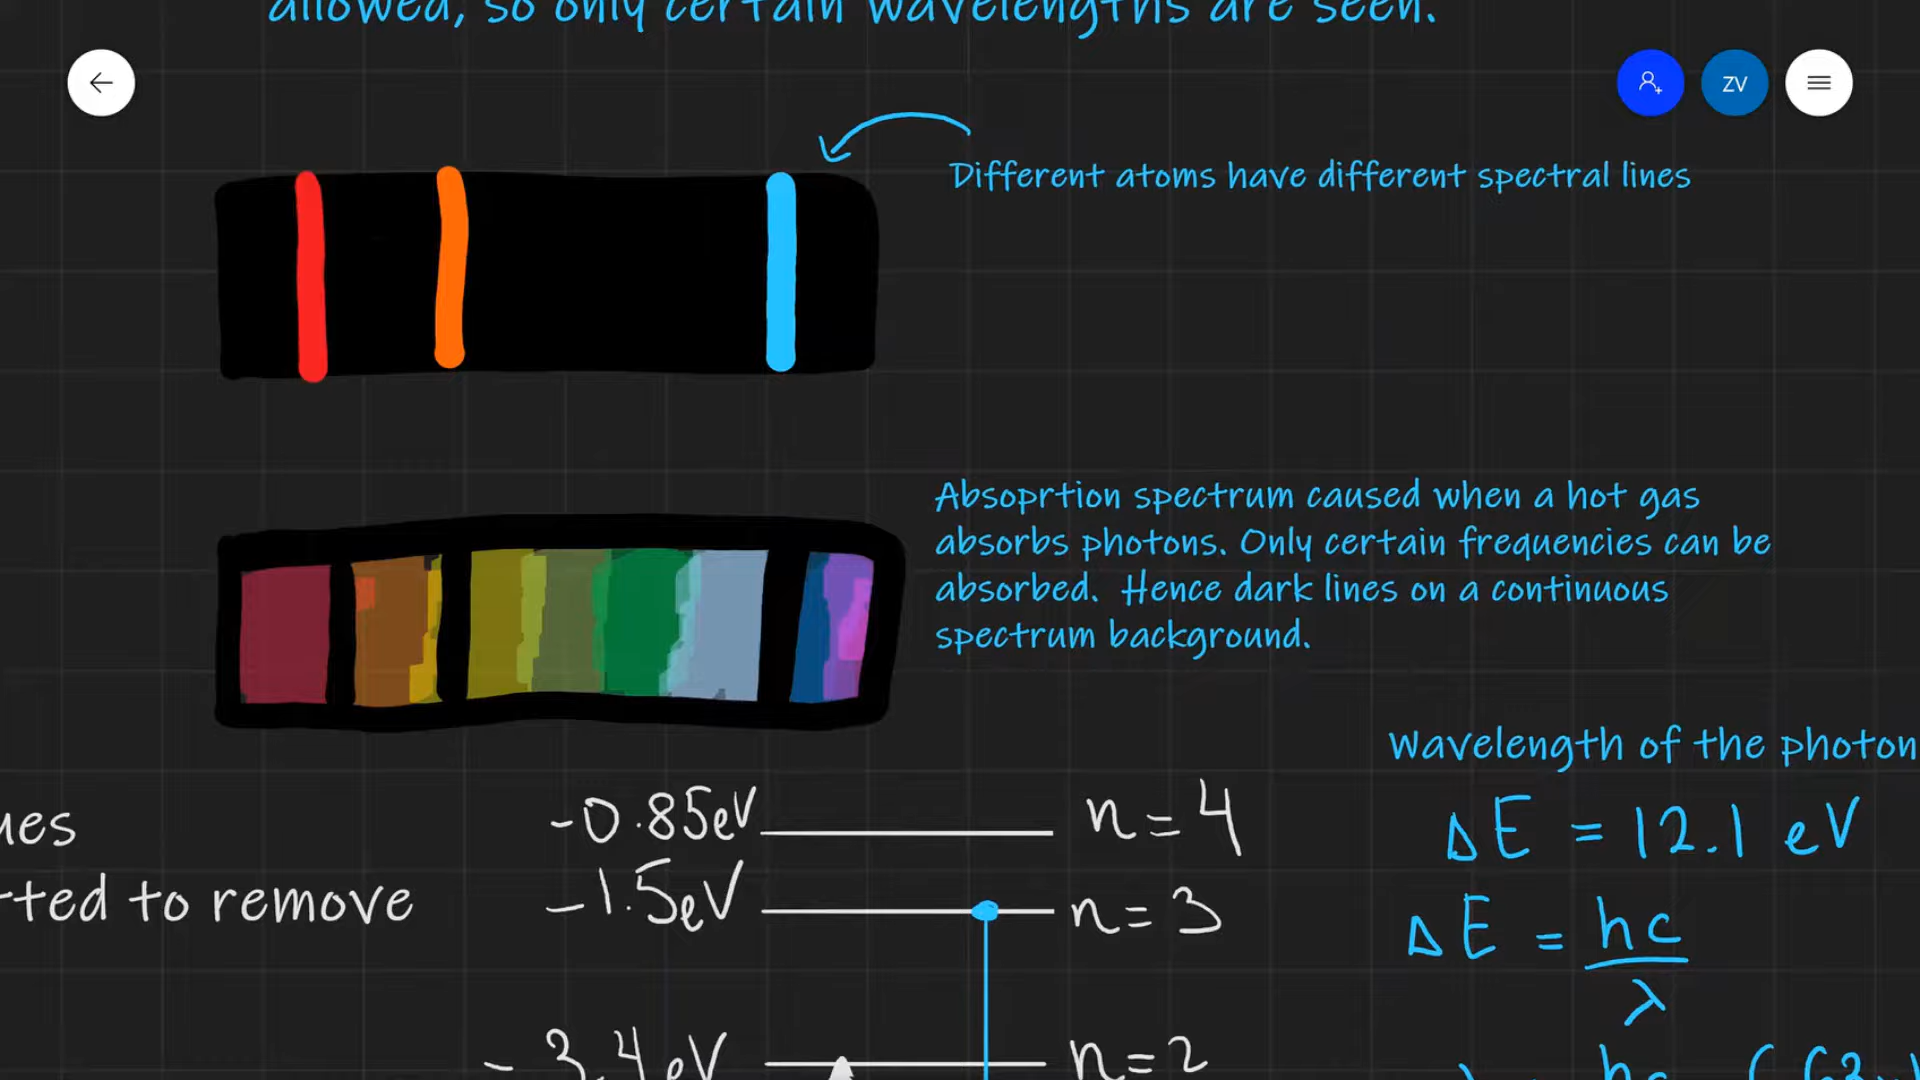 allowed, so only certain wavelengths are seen.
ZV
Different atoms have different spectral lines
Absoprtion spectrum caused when a hot gas
absorbs photons. Only certain frequencies can be
absorbed. Hence dark lines on a continuous
spectrum background.
Wavelength of the photon
-0.85eV n=4
ΔE = 12.1 eV
rted to remove
-1.5eV n=3
ΔE = hc
λ
-3.4eV n=2
hc